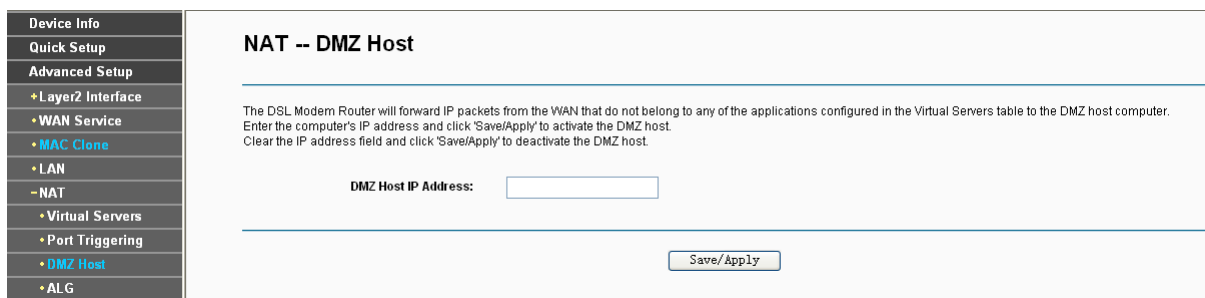 Device Info
Quick Setup
Advanced Setup
+Layer2 Interface
•WAN Service
•MAC Clone
•LAN
−NAT
•Virtual Servers
•Port Triggering
•DMZ Host
•ALG
NAT -- DMZ Host
The DSL Modem Router will forward IP packets from the WAN that do not belong to any of the applications configured in the Virtual Servers table to the DMZ host computer.
Enter the computer's IP address and click 'Save/Apply' to activate the DMZ host.
Clear the IP address field and click 'Save/Apply' to deactivate the DMZ host.
DMZ Host IP Address:
Save/Apply